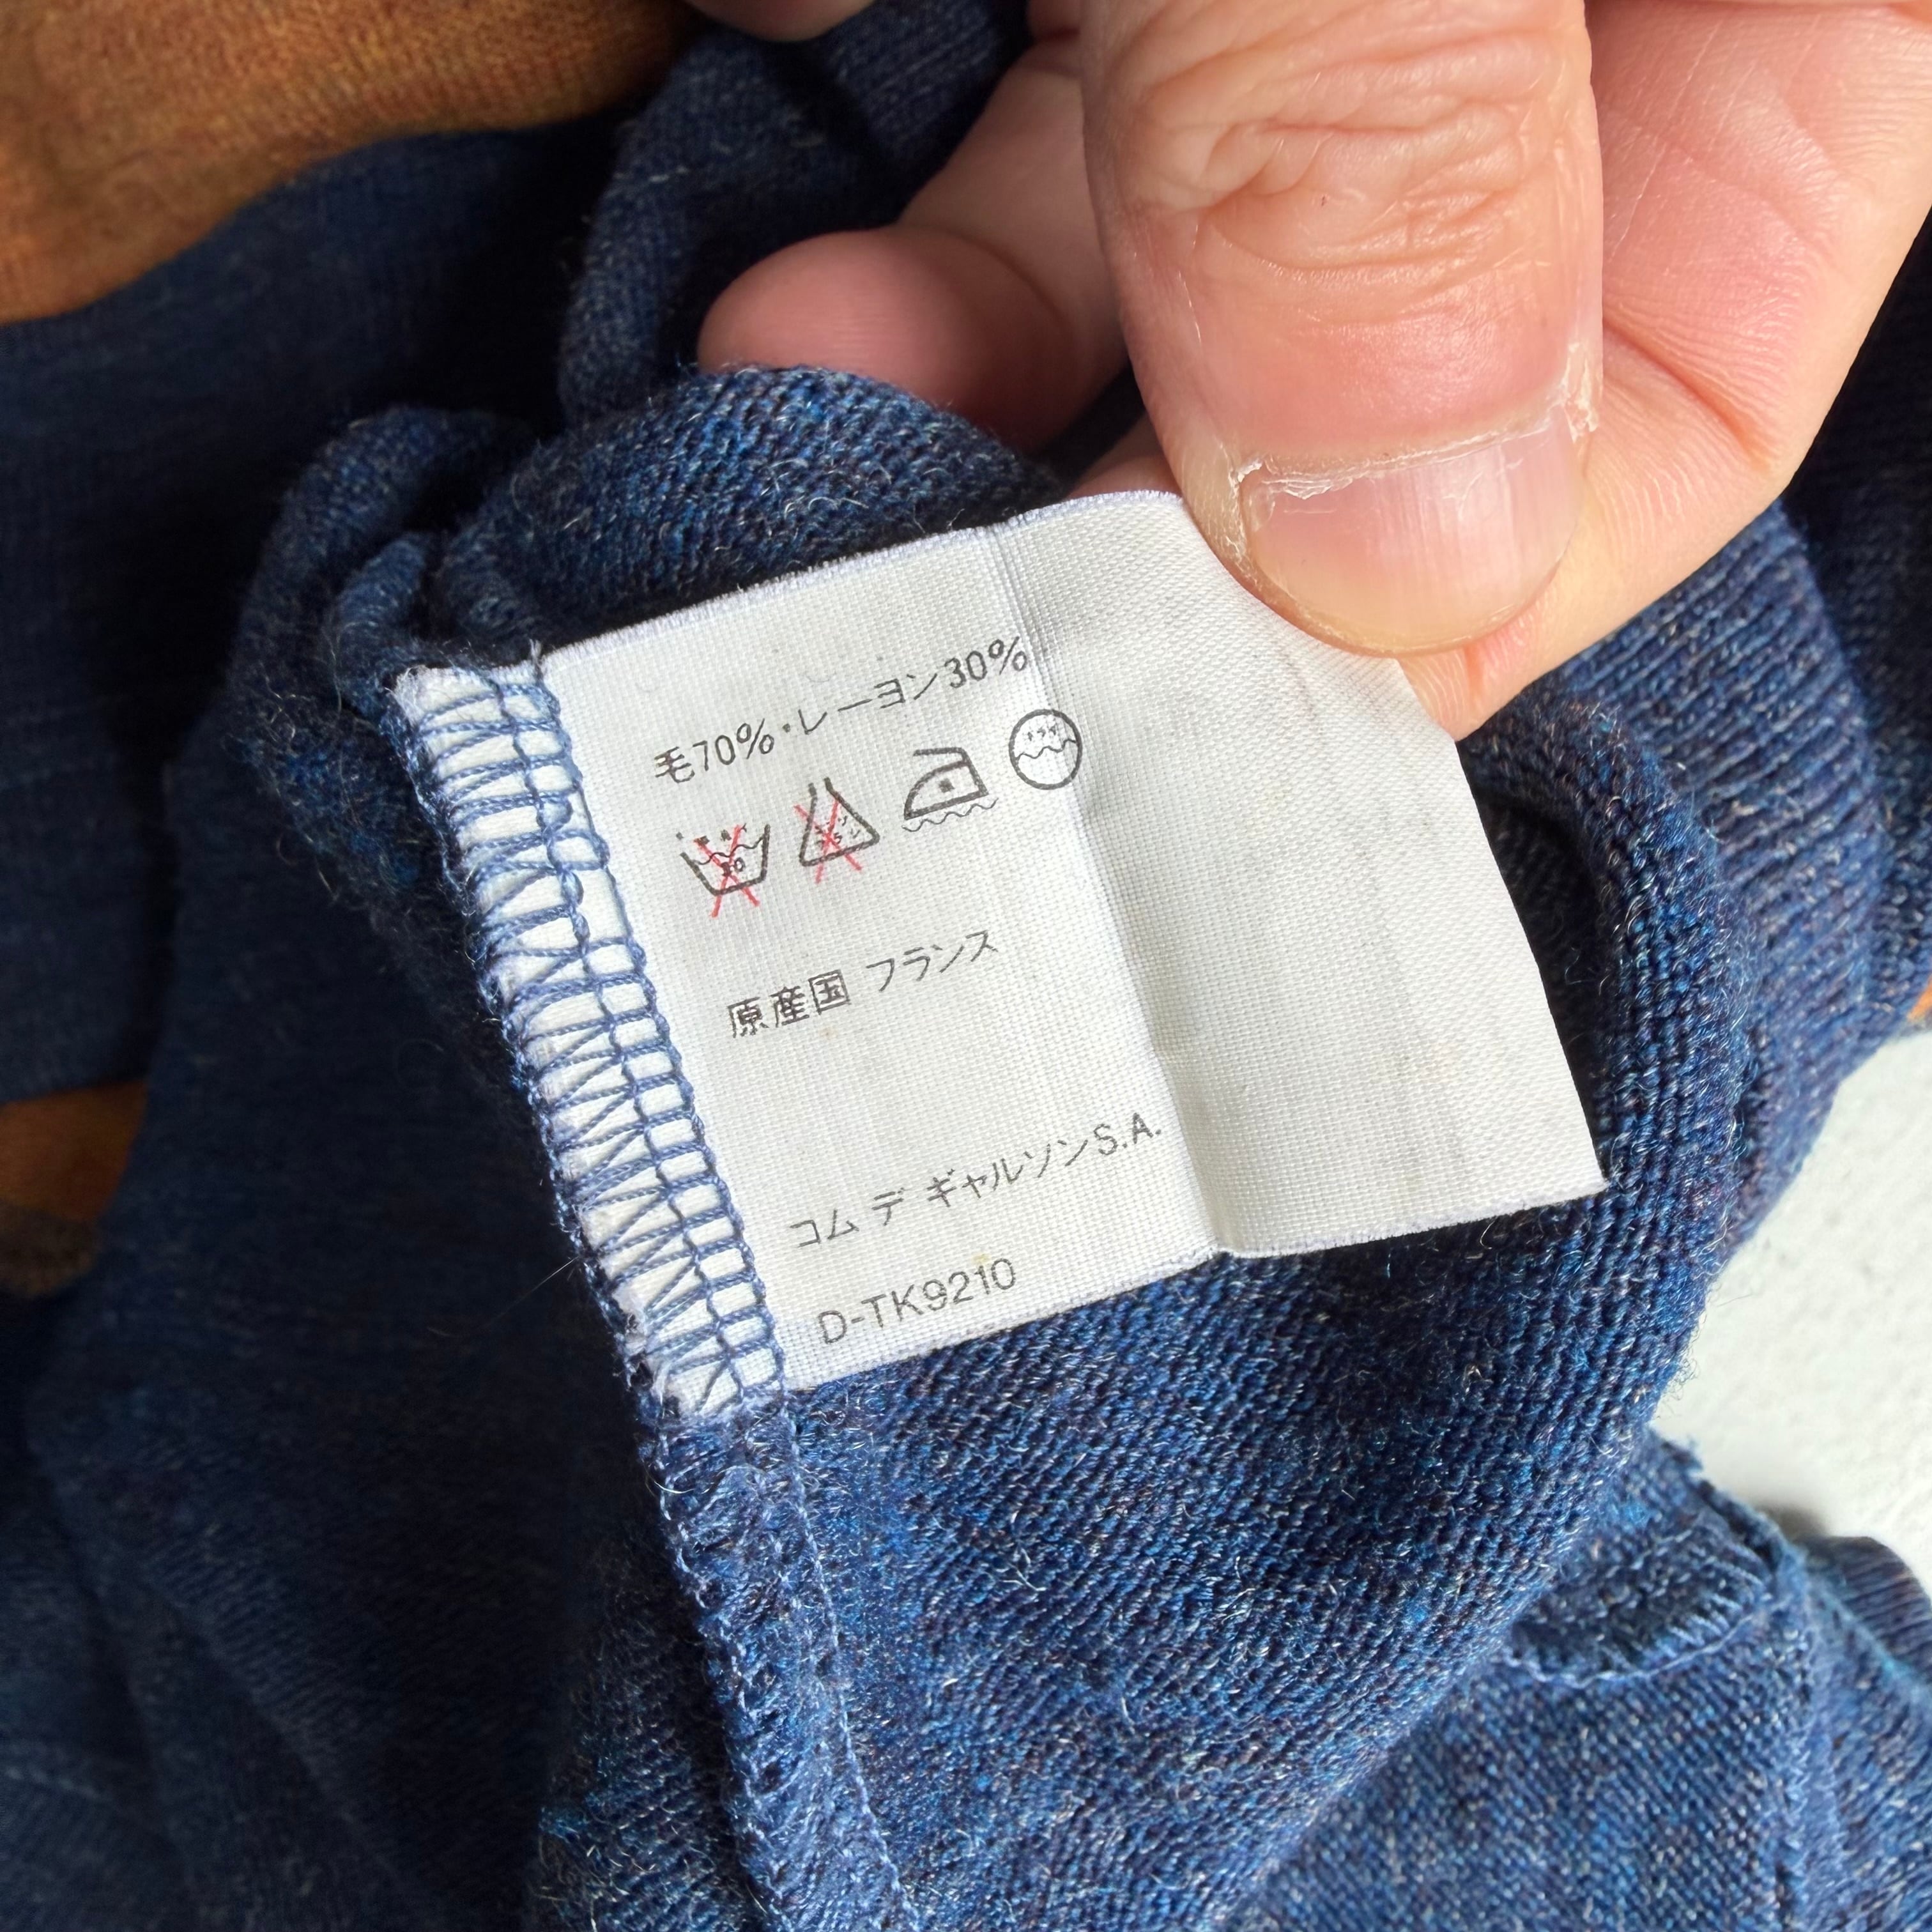 毛70%・レーヨン30%
原産国 フランス
コム デ ギャルソンS.A.
D-TK9210